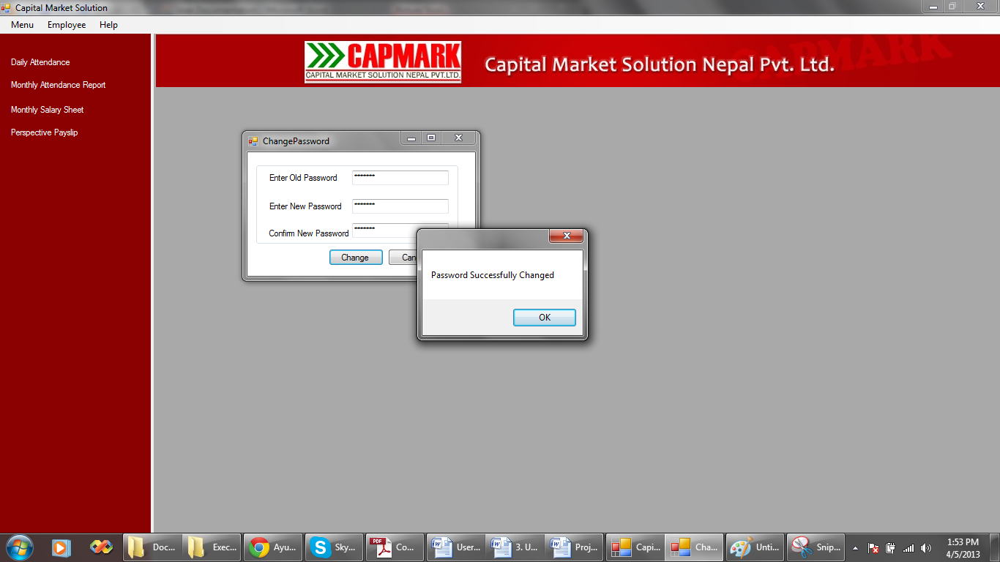 Capital Market Solution
Menu Employee Help
Daily Attendance
Monthly Attendance Report
Monthly Salary Sheet
Perspective Payslip
CAPMARK
CAPITAL MARKET SOLUTION NEPAL PVT.LTD.
Capital Market Solution Nepal Pvt. Ltd.
CAPMARK
ChangePassword
Enter Old Password *******
Enter New Password *******
Confirm New Password *******
Change Can
Password Successfully Changed
OK
Doc... Exec... Ayu... Sky... PDF Co... User... 3. U... Proj... Capi... Cha... Unti... Snip...
1:53 PM
4/5/2013